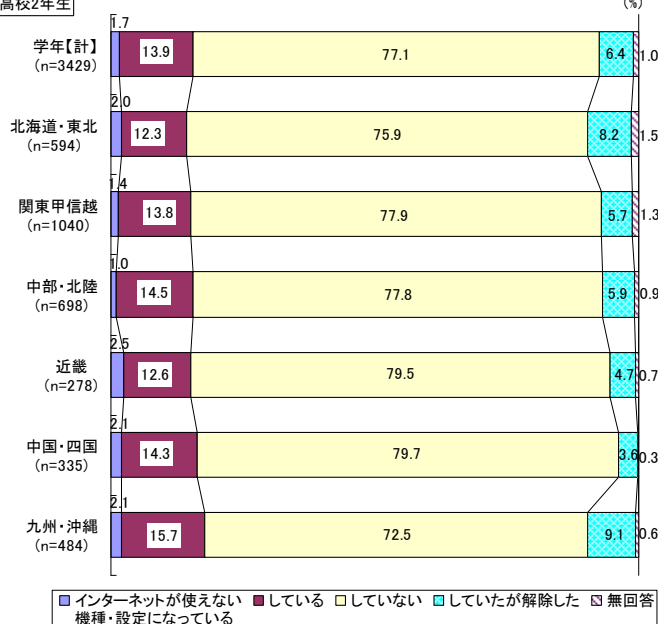 高校2年生
(%)
学年【計】
(n=3429)
1.7 13.9 77.1 6.4 1.0
北海道・東北
(n=594)
2.0 12.3 75.9 8.2 1.5
関東甲信越
(n=1040)
1.4 13.8 77.9 5.7 1.3
中部・北陸
(n=698)
1.0 14.5 77.8 5.9 0.9
近畿
(n=278)
2.5 12.6 79.5 4.7 0.7
中国・四国
(n=335)
2.1 14.3 79.7 3.6 0.3
九州・沖縄
(n=484)
2.1 15.7 72.5 9.1 0.6
インターネットが使えない している していない していたが解除した 無回答
機種・設定になっている